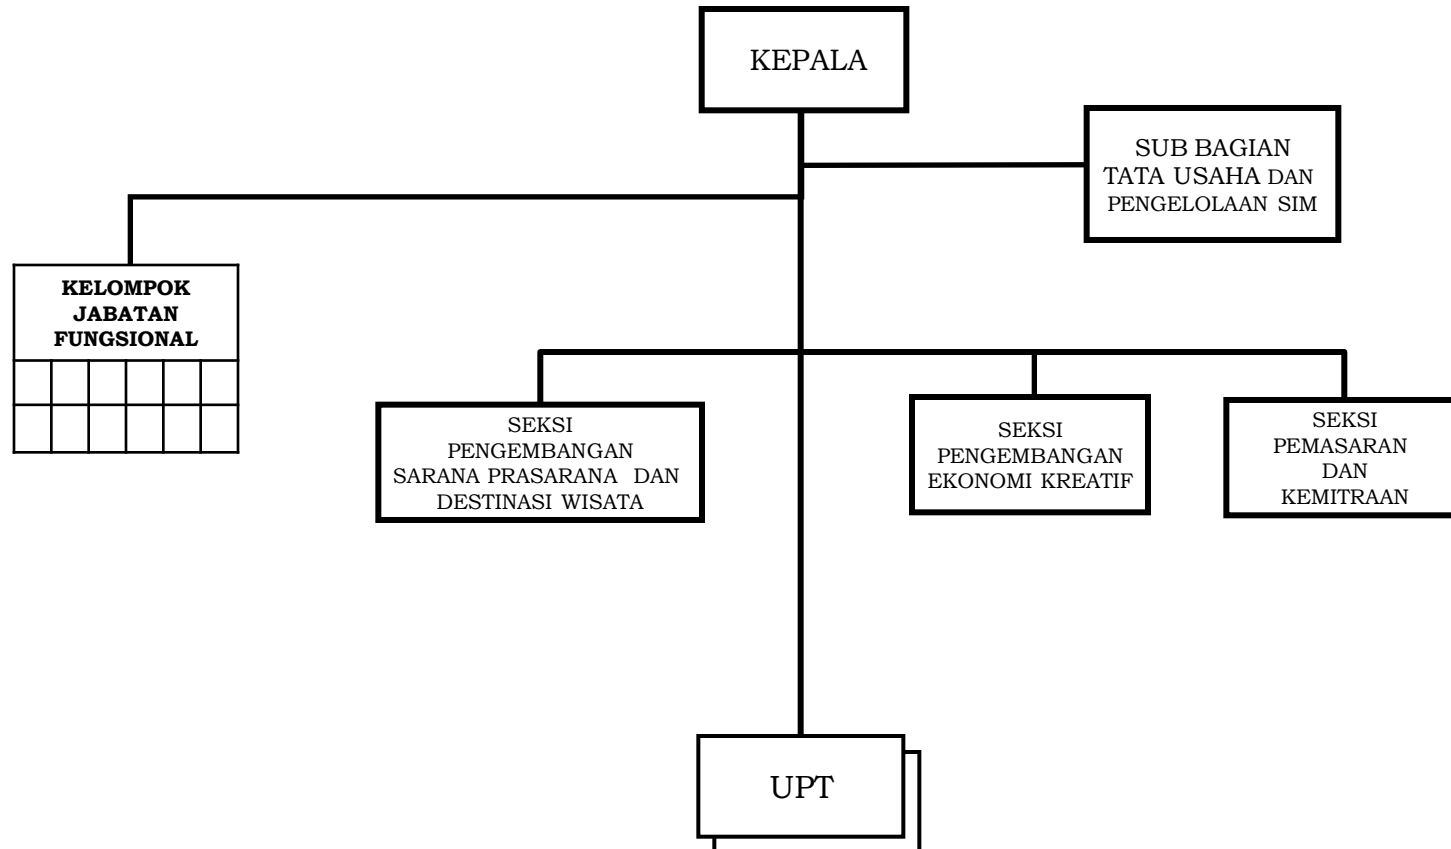 KEPALA
SUB BAGIAN
TATA USAHA DAN
PENGELOLAAN SIM
KELOMPOK
JABATAN
FUNGSIONAL
SEKSI
PENGEMBANGAN
SARANA PRASARANA DAN
DESTINASI WISATA
SEKSI
PENGEMBANGAN
EKONOMI KREATIF
SEKSI
PEMASARAN
DAN
KEMITRAAN
UPT